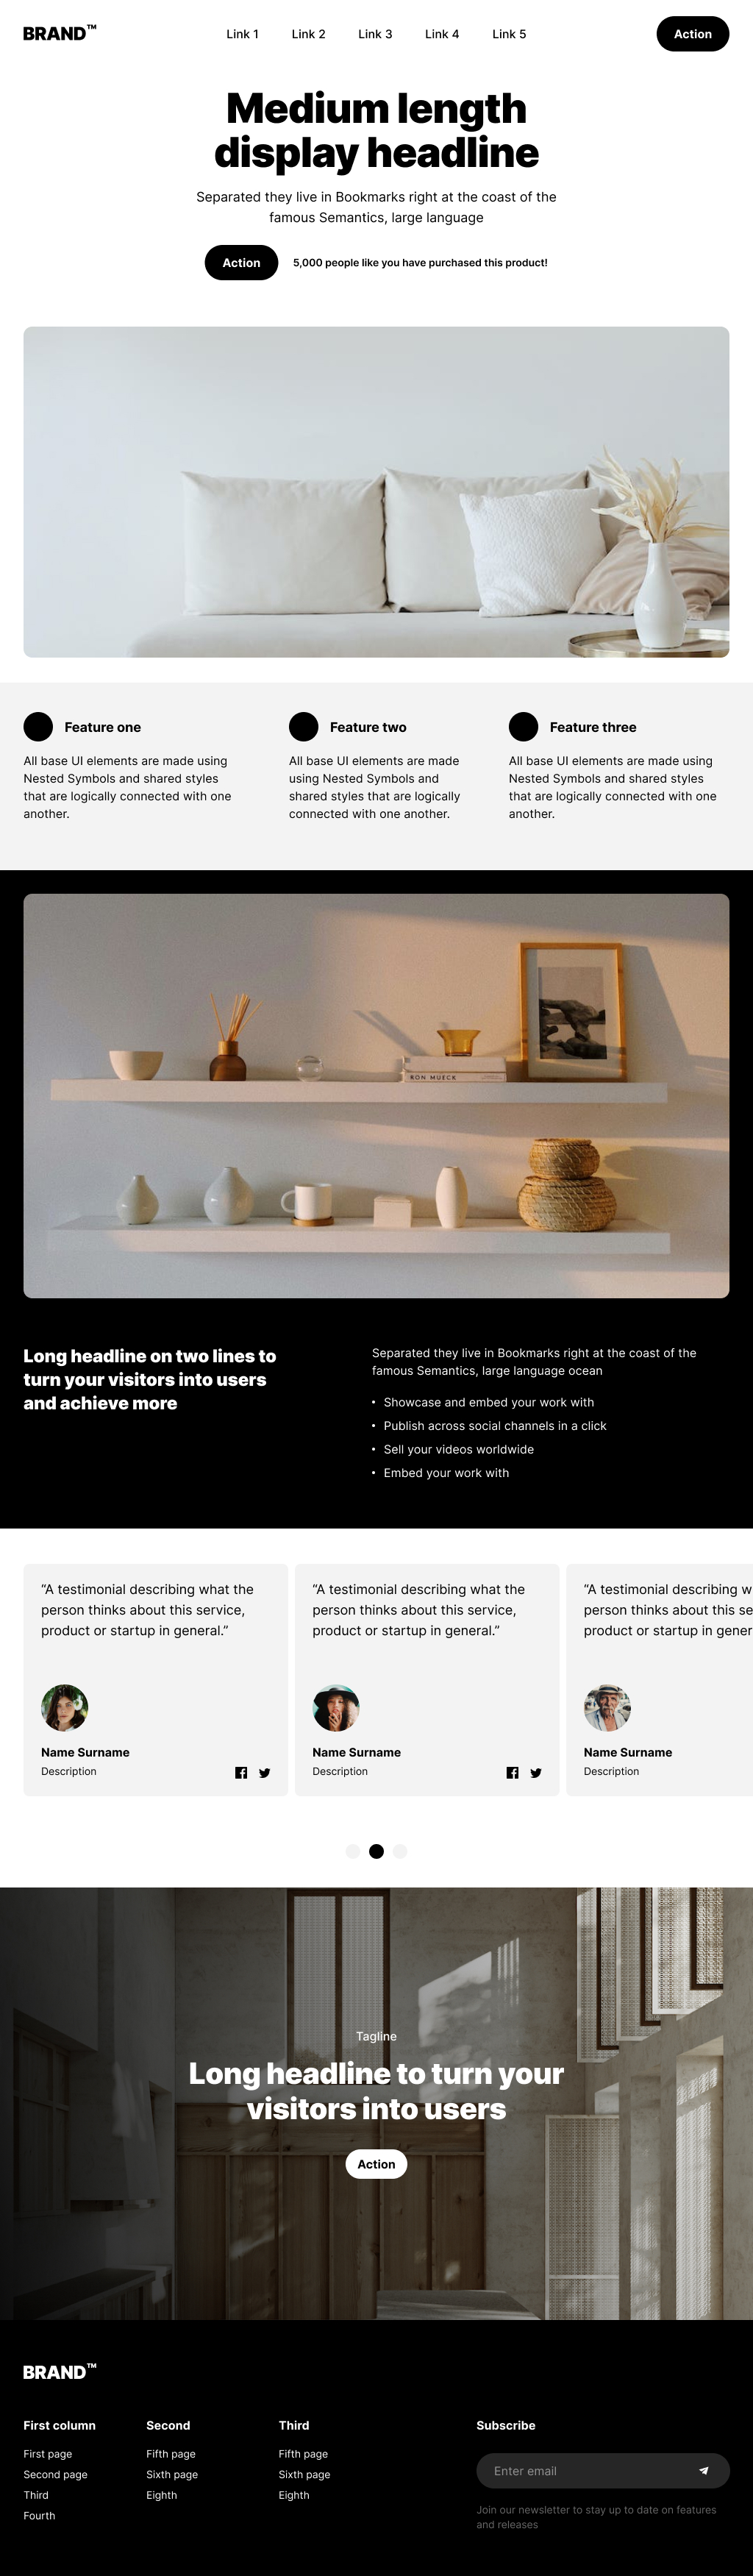 BRAND™
Link 1
Link 2
Link 3
Link 4
Link 5
Action
Medium length
display headline
Separated they live in Bookmarks right at the coast of the
famous Semantics, large language
Action
5,000 people like you have purchased this product!
Feature one
All base UI elements are made using
Nested Symbols and shared styles
that are logically connected with one
another.
Feature two
All base UI elements are made
using Nested Symbols and
shared styles that are logically
connected with one another.
Feature three
All base UI elements are made using
Nested Symbols and shared styles
that are logically connected with one
another.
RON MUECK
Long headline on two lines to
turn your visitors into users
and achieve more
Separated they live in Bookmarks right at the coast of the
famous Semantics, large language ocean
• Showcase and embed your work with
• Publish across social channels in a click
• Sell your videos worldwide
• Embed your work with
“A testimonial describing what the
person thinks about this service,
product or startup in general.”
Name Surname
Description
“A testimonial describing what the
person thinks about this service,
product or startup in general.”
Name Surname
Description
“A testimonial describing w
person thinks about this se
product or startup in gener
Name Surname
Description
Tagline
Long headline to turn your
visitors into users
Action
BRAND™
First column
First page
Second page
Third
Fourth
Second
Fifth page
Sixth page
Eighth
Third
Fifth page
Sixth page
Eighth
Subscribe
Enter email
Join our newsletter to stay up to date on features
and releases